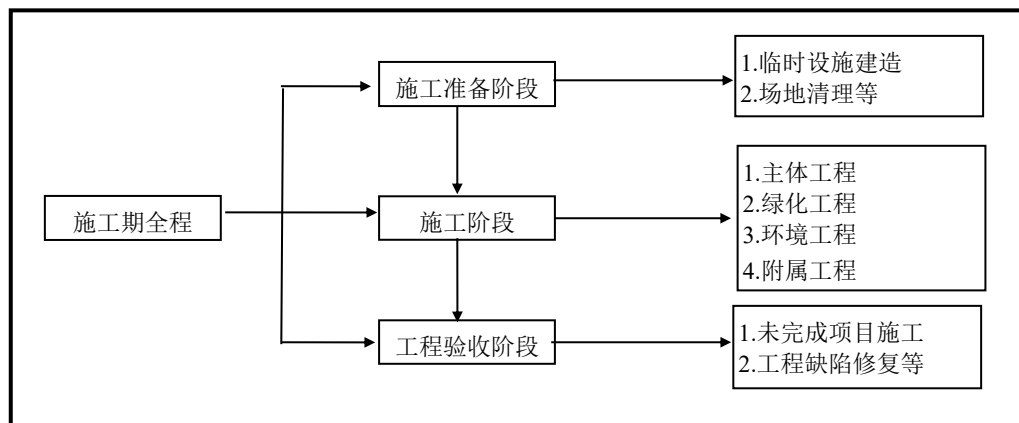 施工期全程
施工准备阶段
1.临时设施建造
2.场地清理等
施工阶段
1.主体工程
2.绿化工程
3.环境工程
4.附属工程
工程验收阶段
1.未完成项目施工
2.工程缺陷修复等